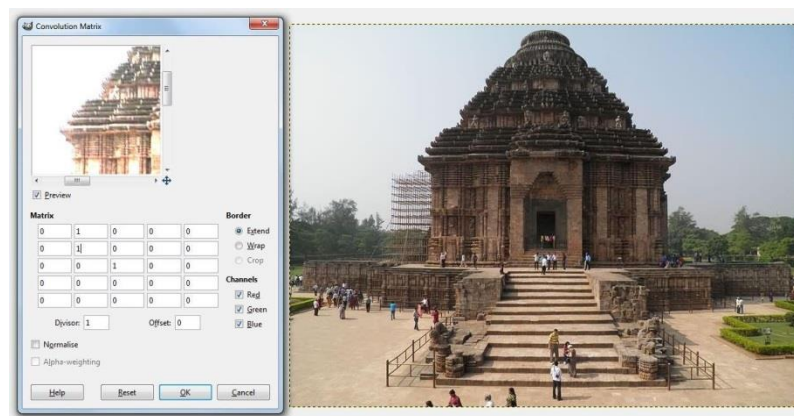 Convolution Matrix
Preview
Matrix
Border
0 1 0 0 0
Extend
0 1 0 0 0
Wrap
0 0 1 0 0
Crop
0 0 0 0 0
Channels
0 0 0 0 0
Red
Green
Divisor: 1 Offset: 0
Blue
Normalise
Alpha-weighting
Help Reset OK Cancel